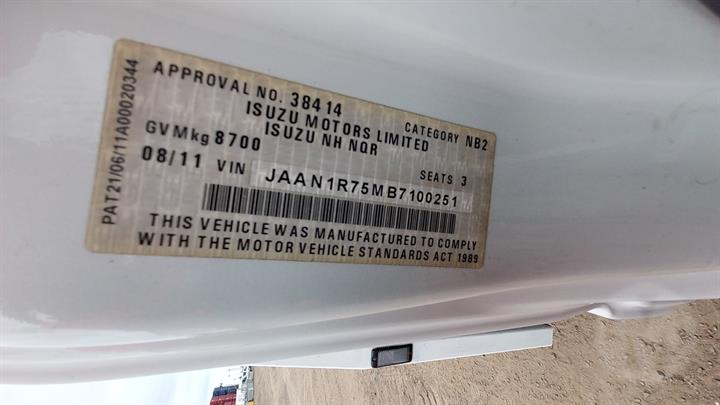 PAT21/06/11A00020344
APPROVAL NO. 38414 CATEGORY NB2
ISUZU MOTORS LIMITED
ISUZU NH NQR
GVMkg 8700
08/11 VIN JAAN1R75MB7100251 SEATS 3
THIS VEHICLE WAS MANUFACTURED TO COMPLY
WITH THE MOTOR VEHICLE STANDARDS ACT 1989